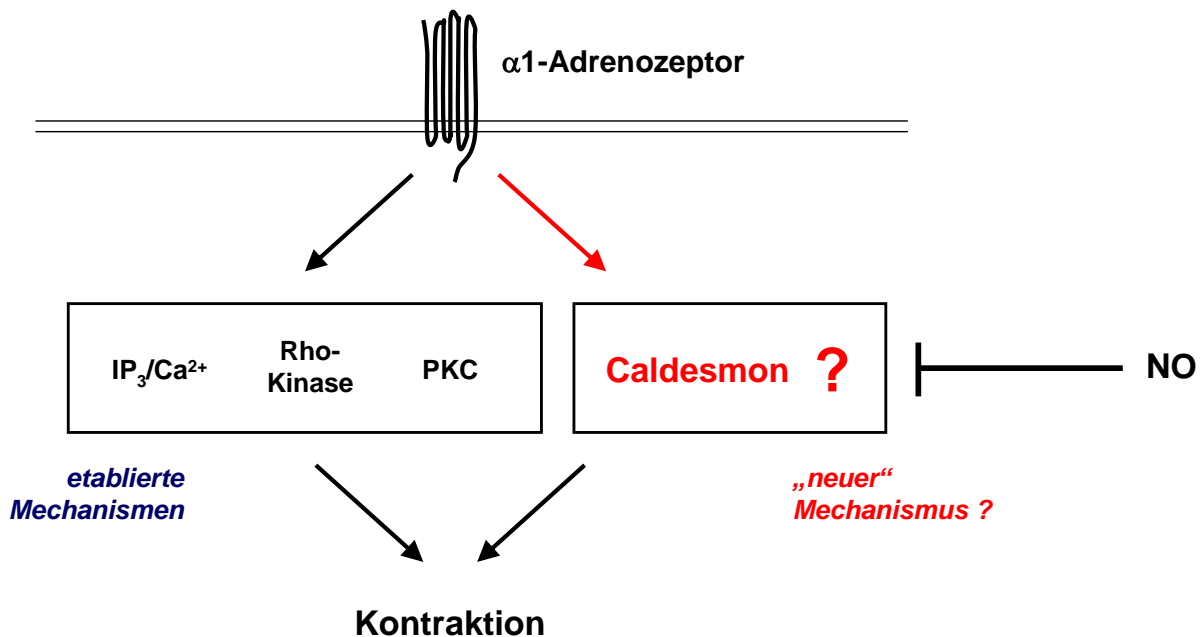 α1-Adrenozeptor
IP₃/Ca²⁺
Rho-
Kinase
PKC
Caldesmon ?
NO
etablierte
Mechanismen
„neuer“
Mechanismus ?
Kontraktion